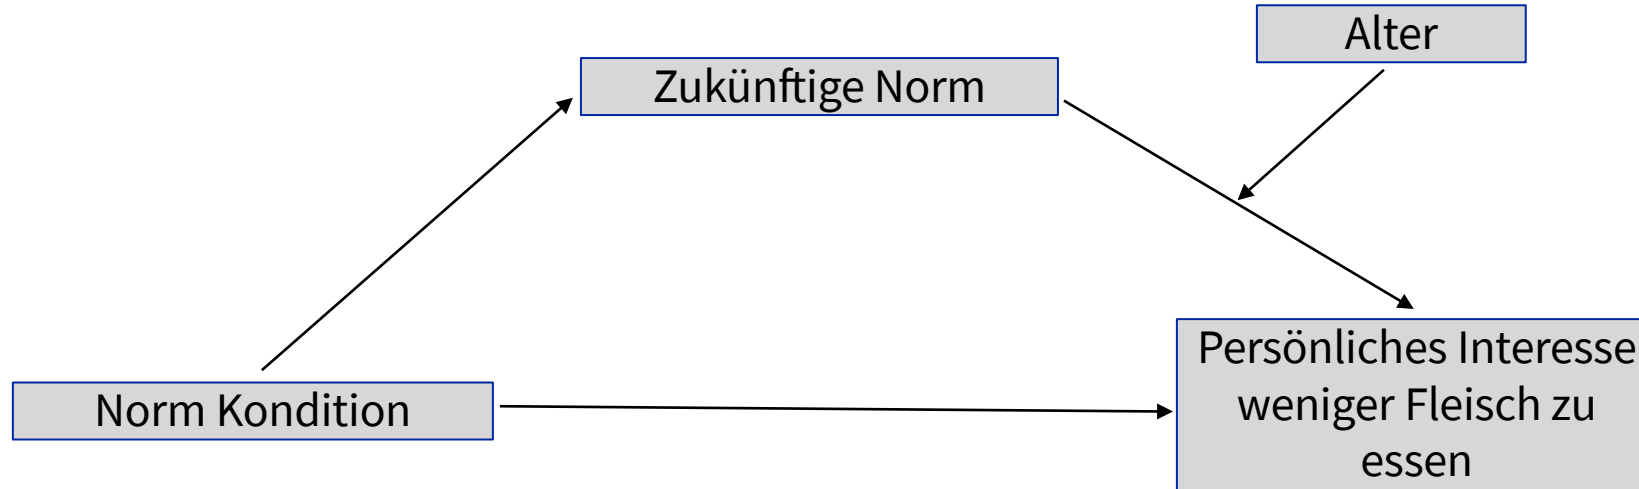 Alter
Zukünftige Norm
Persönliches Interesse
weniger Fleisch zu
essen
Norm Kondition